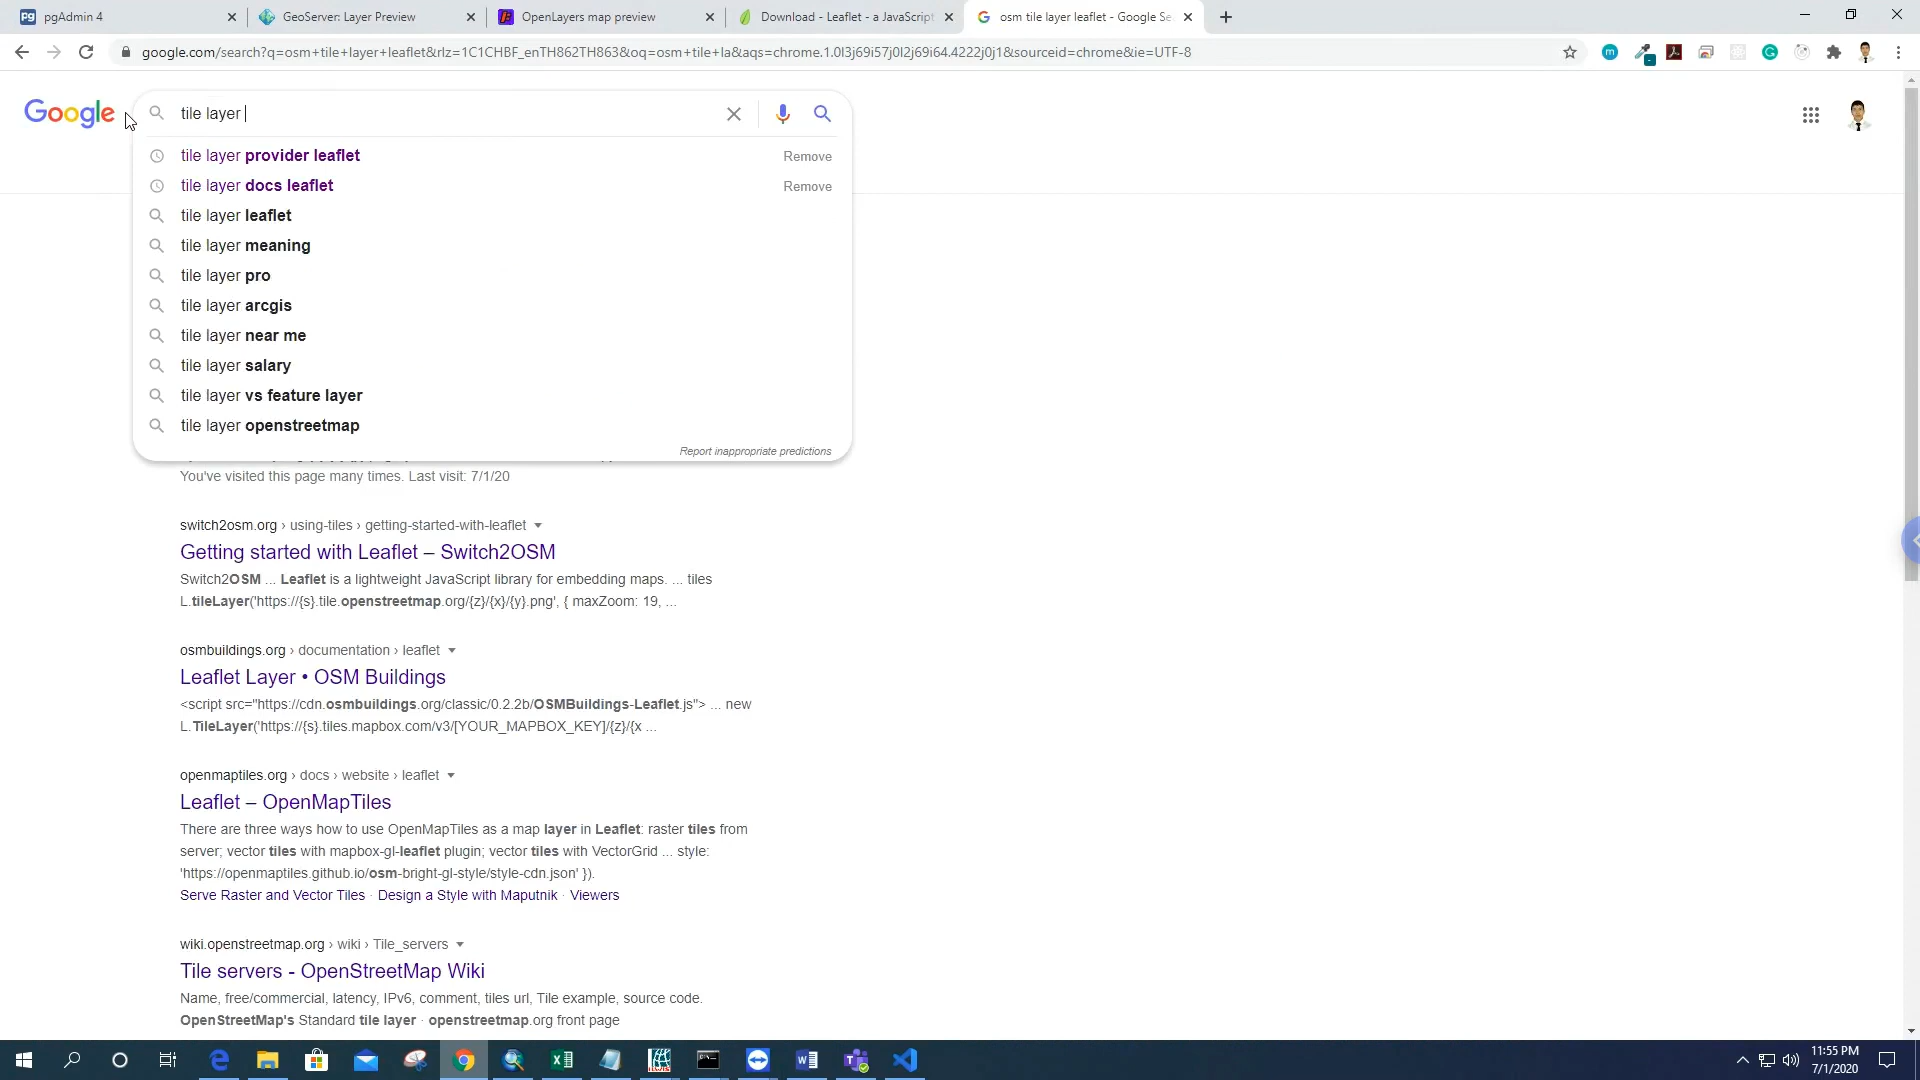 pgAdmin 4
GeoServer: Layer Preview
OpenLayers map preview
Download - Leaflet - a JavaScript
osm tile layer leaflet - Google Se
google.com/search?q=osm+tile+layer+leaflet&rlz=1C1CHBF_enTH862TH863&oq=osm+tile+la&aqs=chrome.1.0l3j69i57j0l2j69i64.4222j0j1&sourceid=chrome&ie=UTF-8
Google
tile layer
tile layer provider leaflet Remove
tile layer docs leaflet Remove
tile layer leaflet
tile layer meaning
tile layer pro
tile layer arcgis
tile layer near me
tile layer salary
tile layer vs feature layer
tile layer openstreetmap
Report inappropriate predictions
You've visited this page many times. Last visit: 7/1/20
switch2osm.org › using-tiles › getting-started-with-leaflet
Getting started with Leaflet – Switch2OSM
Switch2OSM ... Leaflet is a lightweight JavaScript library for embedding maps. ... tiles
L.tileLayer('https://{s}.tile.openstreetmap.org/{z}/{x}/{y}.png', { maxZoom: 19, ...
osmbuildings.org › documentation › leaflet
Leaflet Layer • OSM Buildings
<script src="https://cdn.osmbuildings.org/classic/0.2.2b/OSMBuildings-Leaflet.js"> ... new
L.TileLayer('https://{s}.tiles.mapbox.com/v3/[YOUR_MAPBOX_KEY]/{z}/{x ...
openmaptiles.org › docs › website › leaflet
Leaflet – OpenMapTiles
There are three ways how to use OpenMapTiles as a map layer in Leaflet: raster tiles from
server; vector tiles with mapbox-gl-leaflet plugin; vector tiles with VectorGrid ... style:
'https://openmaptiles.github.io/osm-bright-gl-style/style-cdn.json' }).
Serve Raster and Vector Tiles · Design a Style with Maputnik · Viewers
wiki.openstreetmap.org › wiki › Tile_servers
Tile servers - OpenStreetMap Wiki
Name, free/commercial, latency, IPv6, comment, tiles url, Tile example, source code.
OpenStreetMap's Standard tile layer · openstreetmap.org front page
11:55 PM
7/1/2020